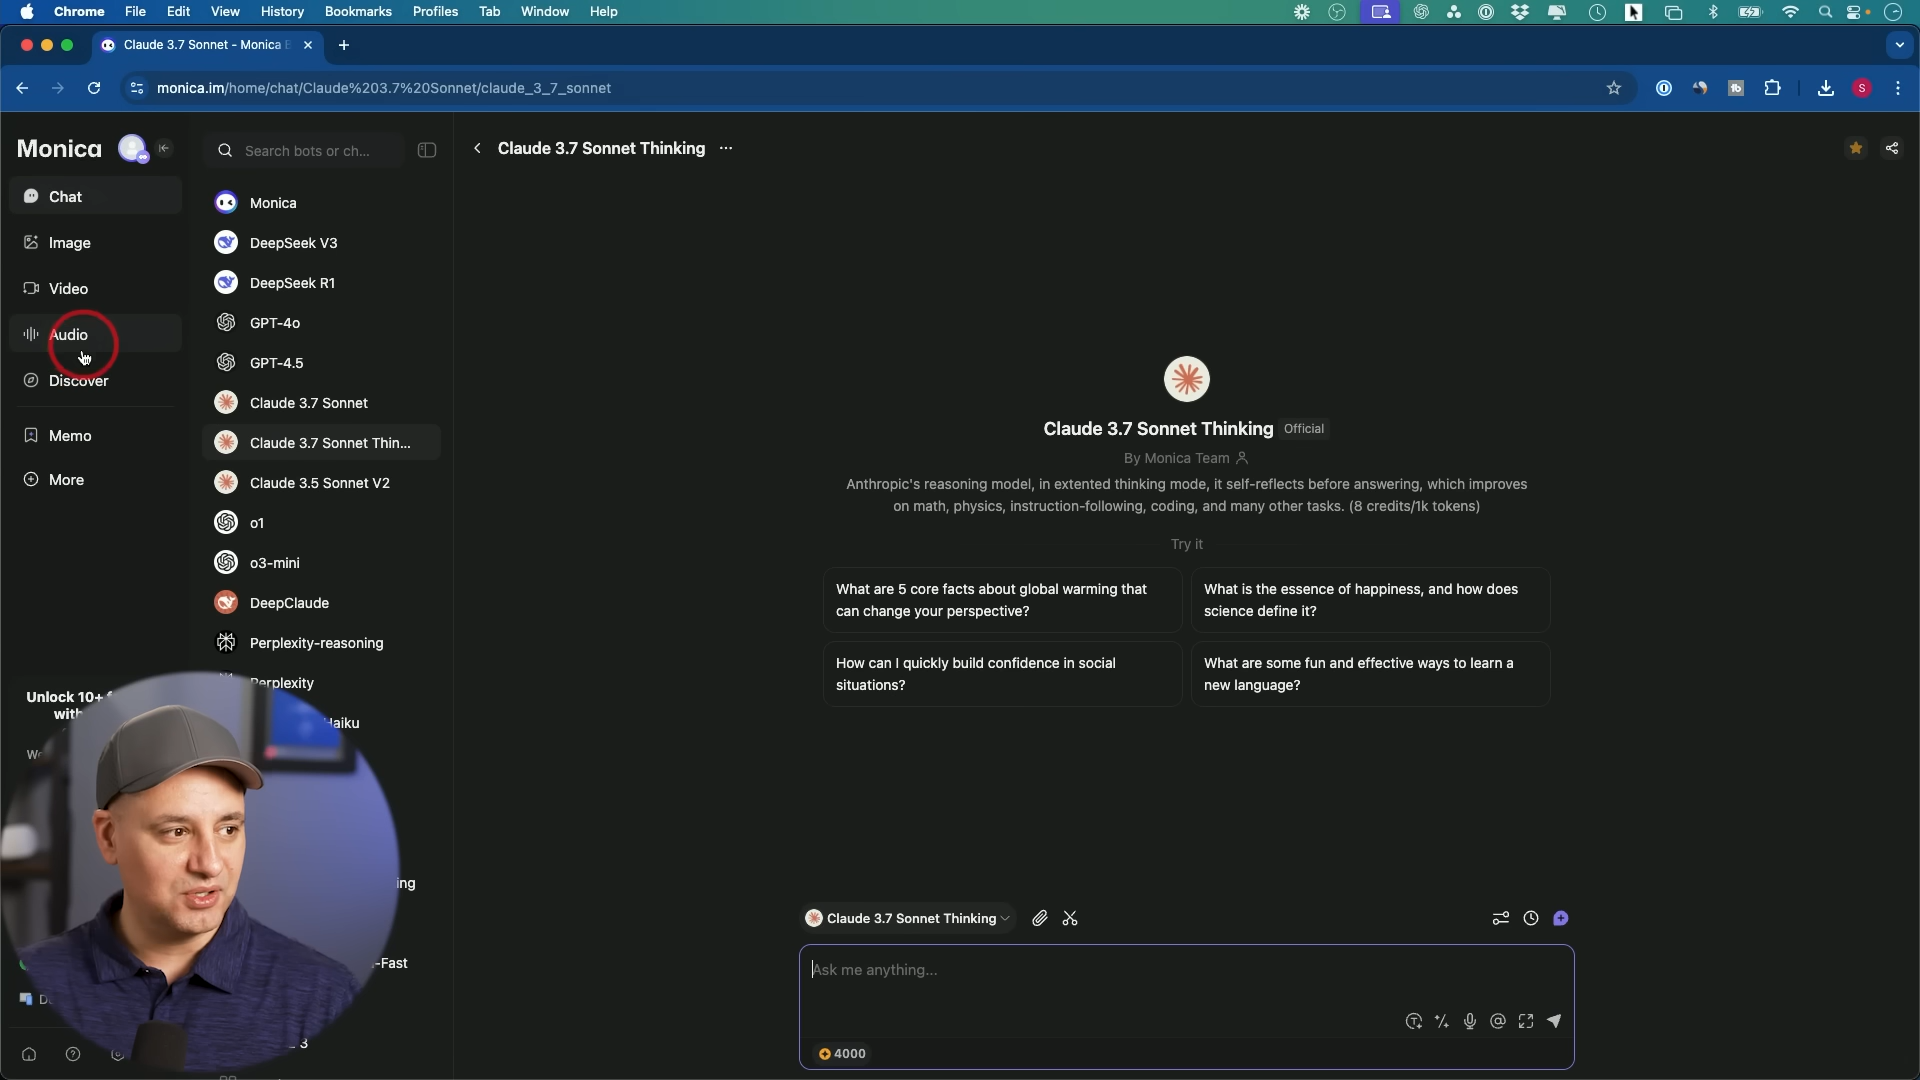 Chrome File Edit View History Bookmarks Profiles Tab Window Help
Claude 3.7 Sonnet - Monica
monica.im/home/chat/Claude%203.7%20Sonnet/claude_3_7_sonnet
S
Monica
Chat
Image
Video
Audio
Discover
Memo
More
Unlock 10+
with
Search bots or ch...
Monica
DeepSeek V3
DeepSeek R1
GPT-4o
GPT-4.5
Claude 3.7 Sonnet
Claude 3.7 Sonnet Thin...
Claude 3.5 Sonnet V2
o1
o3-mini
DeepClaude
Perplexity-reasoning
Perplexity
Haiku
ing
-Fast
3
Claude 3.7 Sonnet Thinking
Claude 3.7 Sonnet Thinking Official
By Monica Team
Anthropic's reasoning model, in extented thinking mode, it self-reflects before answering, which improves
on math, physics, instruction-following, coding, and many other tasks. (8 credits/1k tokens)
Try it
What are 5 core facts about global warming that
can change your perspective?
What is the essence of happiness, and how does
science define it?
How can I quickly build confidence in social
situations?
What are some fun and effective ways to learn a
new language?
Claude 3.7 Sonnet Thinking
Ask me anything...
4000